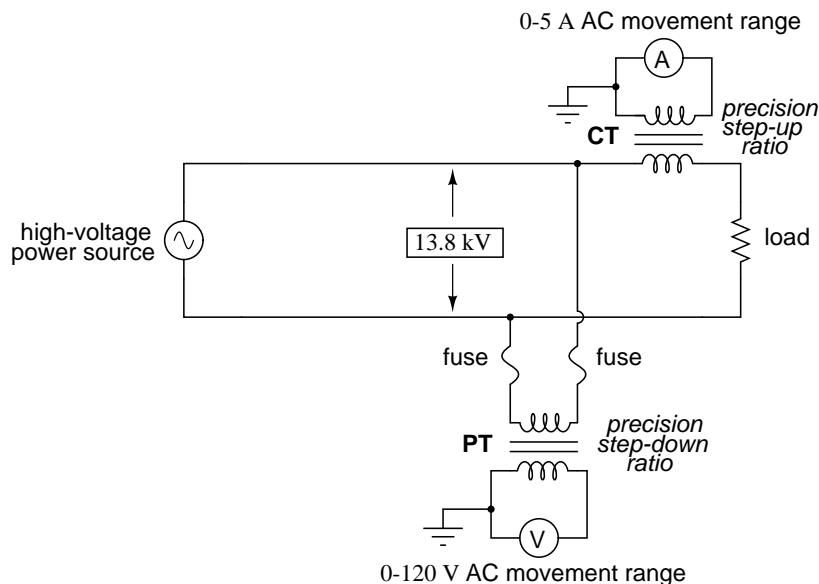 0-5 A AC movement range
A
precision
step-up
ratio
CT
high-voltage
power source
13.8 kV
load
fuse
fuse
PT
precision
step-down
ratio
V
0-120 V AC movement range